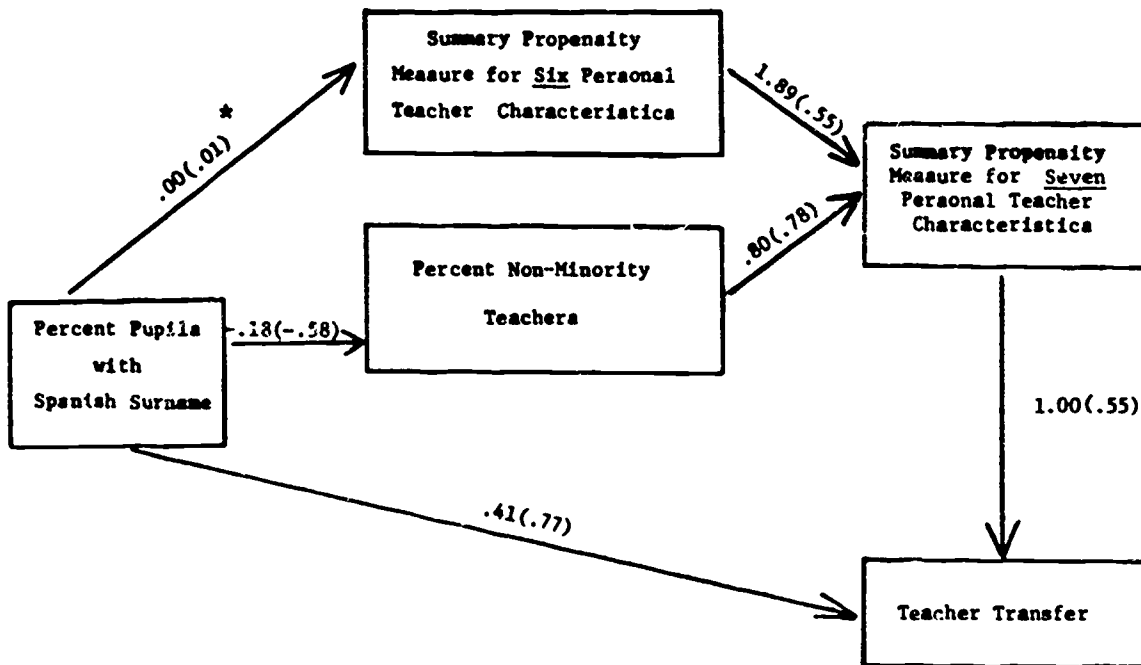 Summary Propensity
Measure for Six Personal
Teacher Characteristics
1.89(.55)
.00(.01)*
Summary Propensity
Measure for Seven
Personal Teacher
Characteristics
.80(.78)
Percent Non-Minority
Teachers
-.18(-.58)
Percent Pupils
with
Spanish Surname
1.00(.55)
.41(.77)
Teacher Transfer